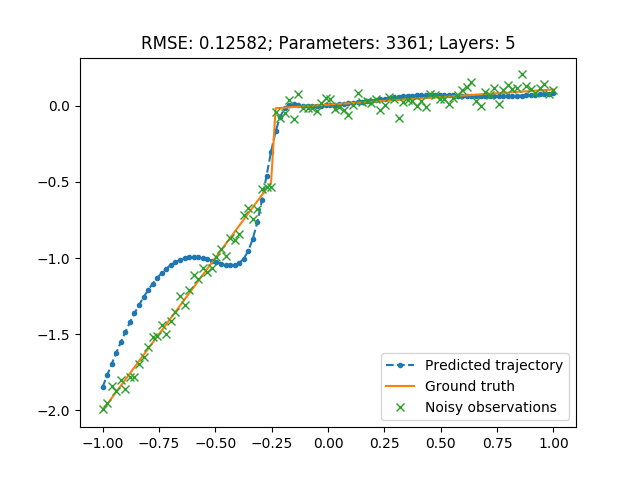 RMSE: 0.12582; Parameters: 3361; Layers: 5
0.0
−0.5
−1.0
−1.5
−2.0
Predicted trajectory
Ground truth
Noisy observations
−1.00 −0.75 −0.50 −0.25 0.00 0.25 0.50 0.75 1.00